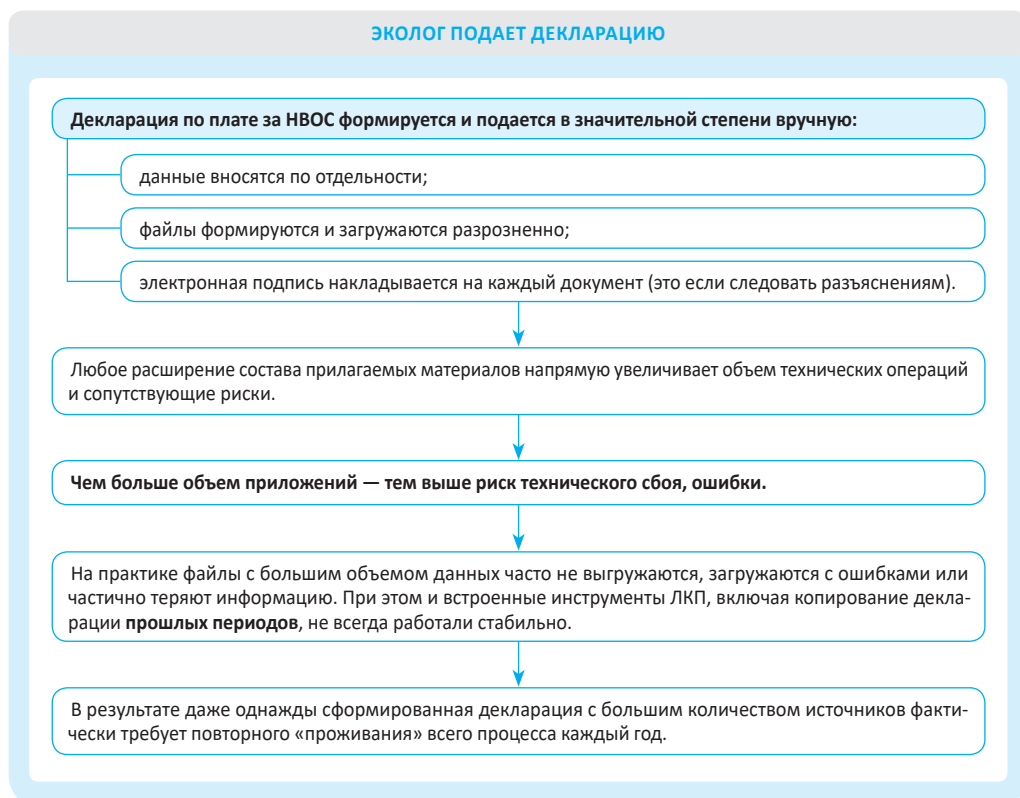 ЭКОЛОГ ПОДАЕТ ДЕКЛАРАЦИЮ
Декларация по плате за НВОС формируется и подается в значительной степени вручную:
данные вносятся по отдельности;
файлы формируются и загружаются разрозненно;
электронная подпись накладывается на каждый документ (это если следовать разъяснениям).
Любое расширение состава прилагаемых материалов напрямую увеличивает объем технических операций
и сопутствующие риски.
Чем больше объем приложений — тем выше риск технического сбоя, ошибки.
На практике файлы с большим объемом данных часто не выгружаются, загружаются с ошибками или
частично теряют информацию. При этом и встроенные инструменты ЛКП, включая копирование декла-
рации прошлых периодов, не всегда работали стабильно.
В результате даже однажды сформированная декларация с большим количеством источников факти-
чески требует повторного «проживания» всего процесса каждый год.